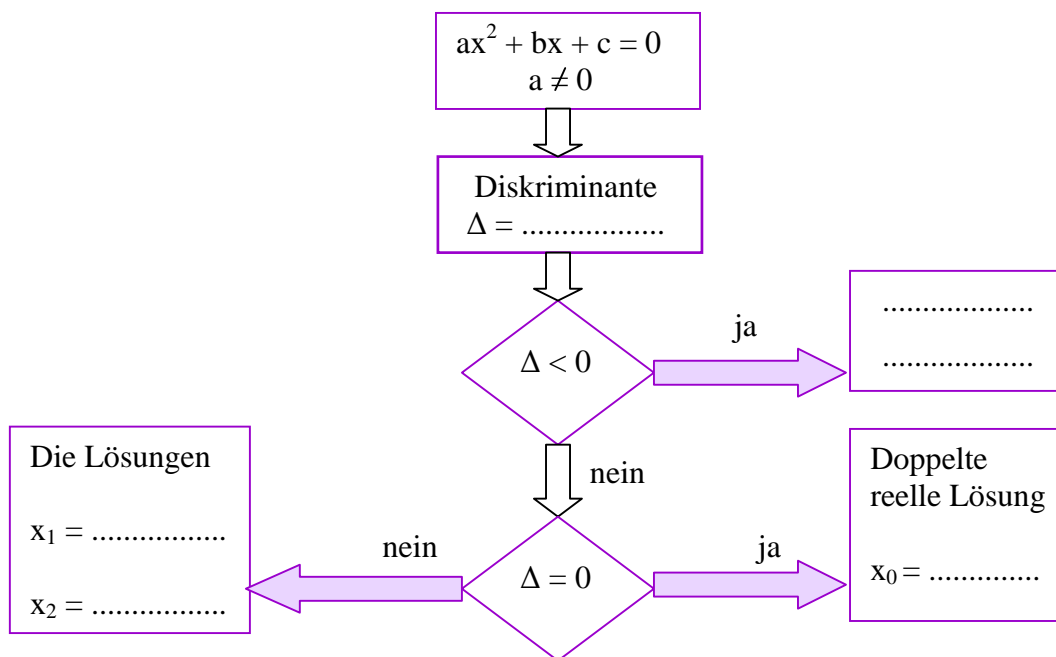 ax² + bx + c = 0
a ≠ 0
Diskriminante
Δ = ..................
Δ < 0
ja
...................
...................
nein
Die Lösungen
x₁ = .................
x₂ = .................
nein
Δ = 0
ja
Doppelte
reelle Lösung
x₀ = ..............